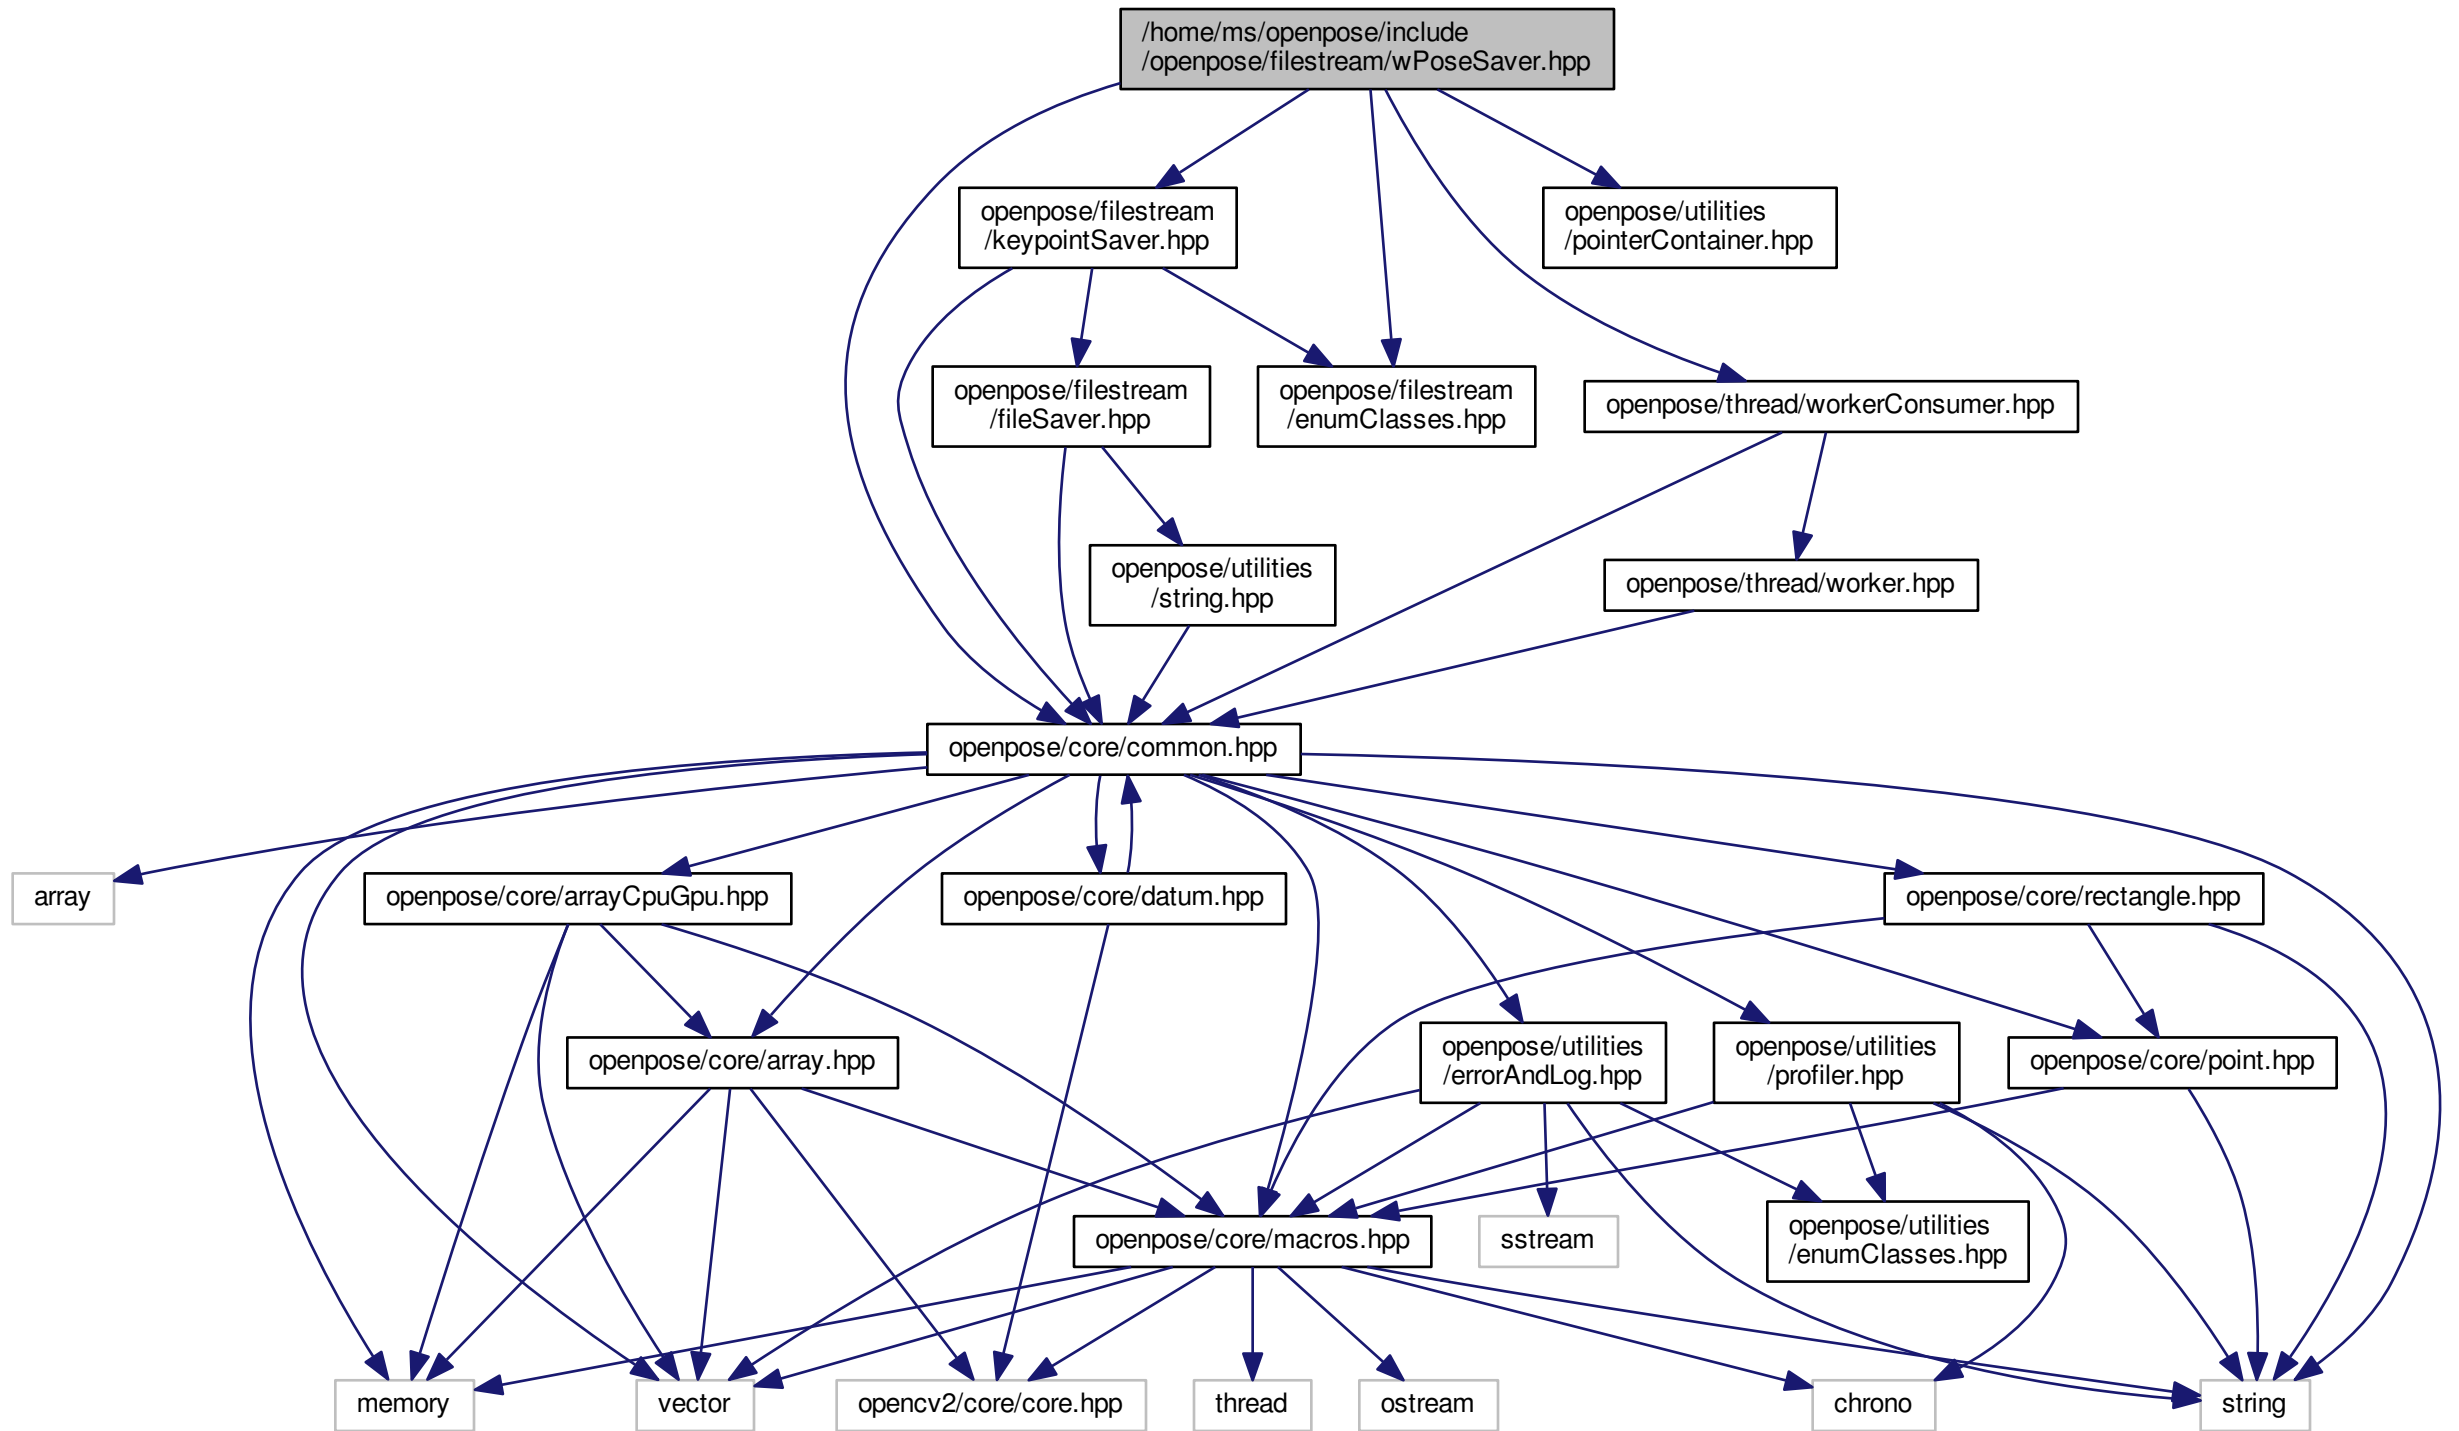 /home/ms/openpose/include
/openpose/filestream/wPoseSaver.hpp
openpose/filestream
/keypointSaver.hpp
openpose/utilities
/pointerContainer.hpp
openpose/filestream
/fileSaver.hpp
openpose/filestream
/enumClasses.hpp
openpose/thread/workerConsumer.hpp
openpose/utilities
/string.hpp
openpose/thread/worker.hpp
openpose/core/common.hpp
array
openpose/core/arrayCpuGpu.hpp
openpose/core/datum.hpp
openpose/core/rectangle.hpp
openpose/core/array.hpp
openpose/utilities
/errorAndLog.hpp
openpose/utilities
/profiler.hpp
openpose/core/point.hpp
openpose/core/macros.hpp
sstream
openpose/utilities
/enumClasses.hpp
memory
vector
opencv2/core/core.hpp
thread
ostream
chrono
string